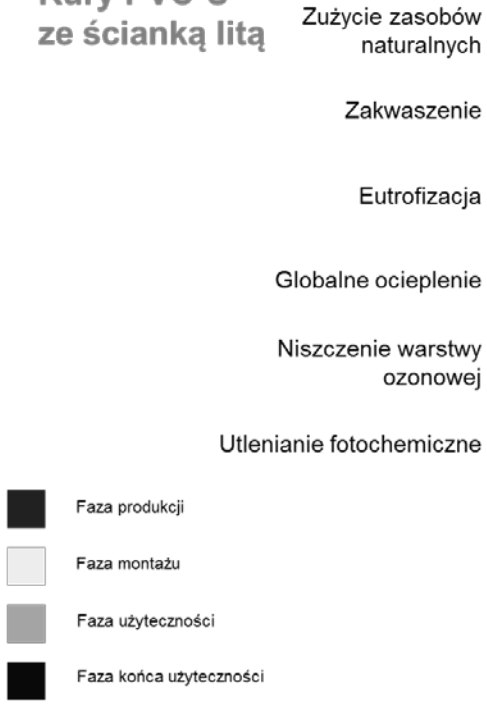 ze ścianką litą
Zużycie zasobów
naturalnych
Zakwaszenie
Eutrofizacja
Globalne ocieplenie
Niszczenie warstwy
ozonowej
Utlenianie fotochemiczne
Faza produkcji
Faza montażu
Faza użyteczności
Faza końca użyteczności